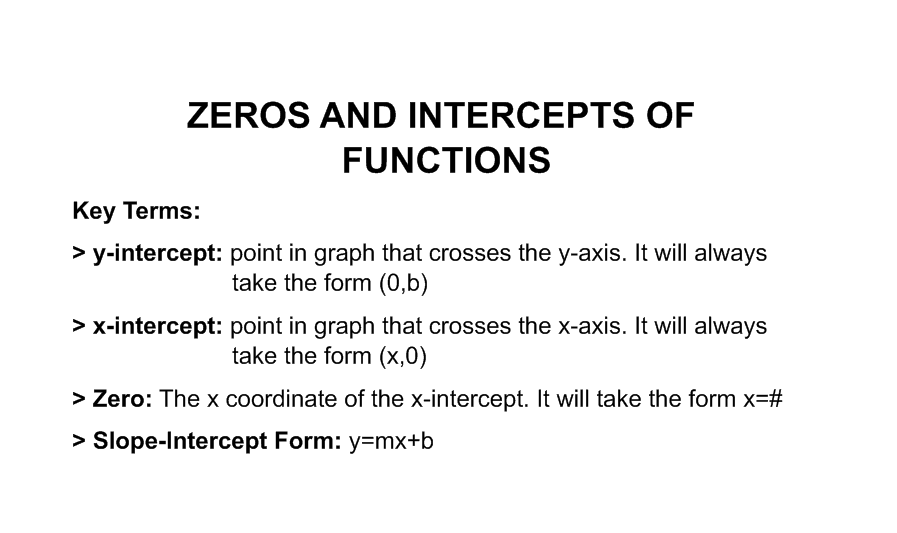 ZEROS AND INTERCEPTS OF
FUNCTIONS
Key Terms:
> y-intercept: point in graph that crosses the y-axis. It will always
take the form (0,b)
> x-intercept: point in graph that crosses the x-axis. It will always
take the form (x,0)
> Zero: The x coordinate of the x-intercept. It will take the form x=#
> Slope-Intercept Form: y=mx+b